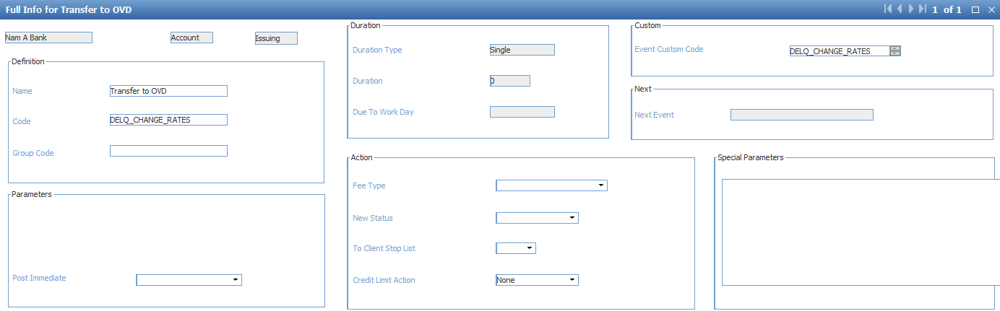 Full Info for Transfer to OVD
1 of 1
Nam A Bank
Account
Issuing
Definition
Name
Transfer to OVD
Code
DELQ_CHANGE_RATES
Group Code
Parameters
Post Immediate
Duration
Duration Type
Single
Duration
0
Due To Work Day
Action
Fee Type
New Status
To Client Stop List
Credit Limit Action
None
Custom
Event Custom Code
DELQ_CHANGE_RATES
Next
Next Event
Special Parameters